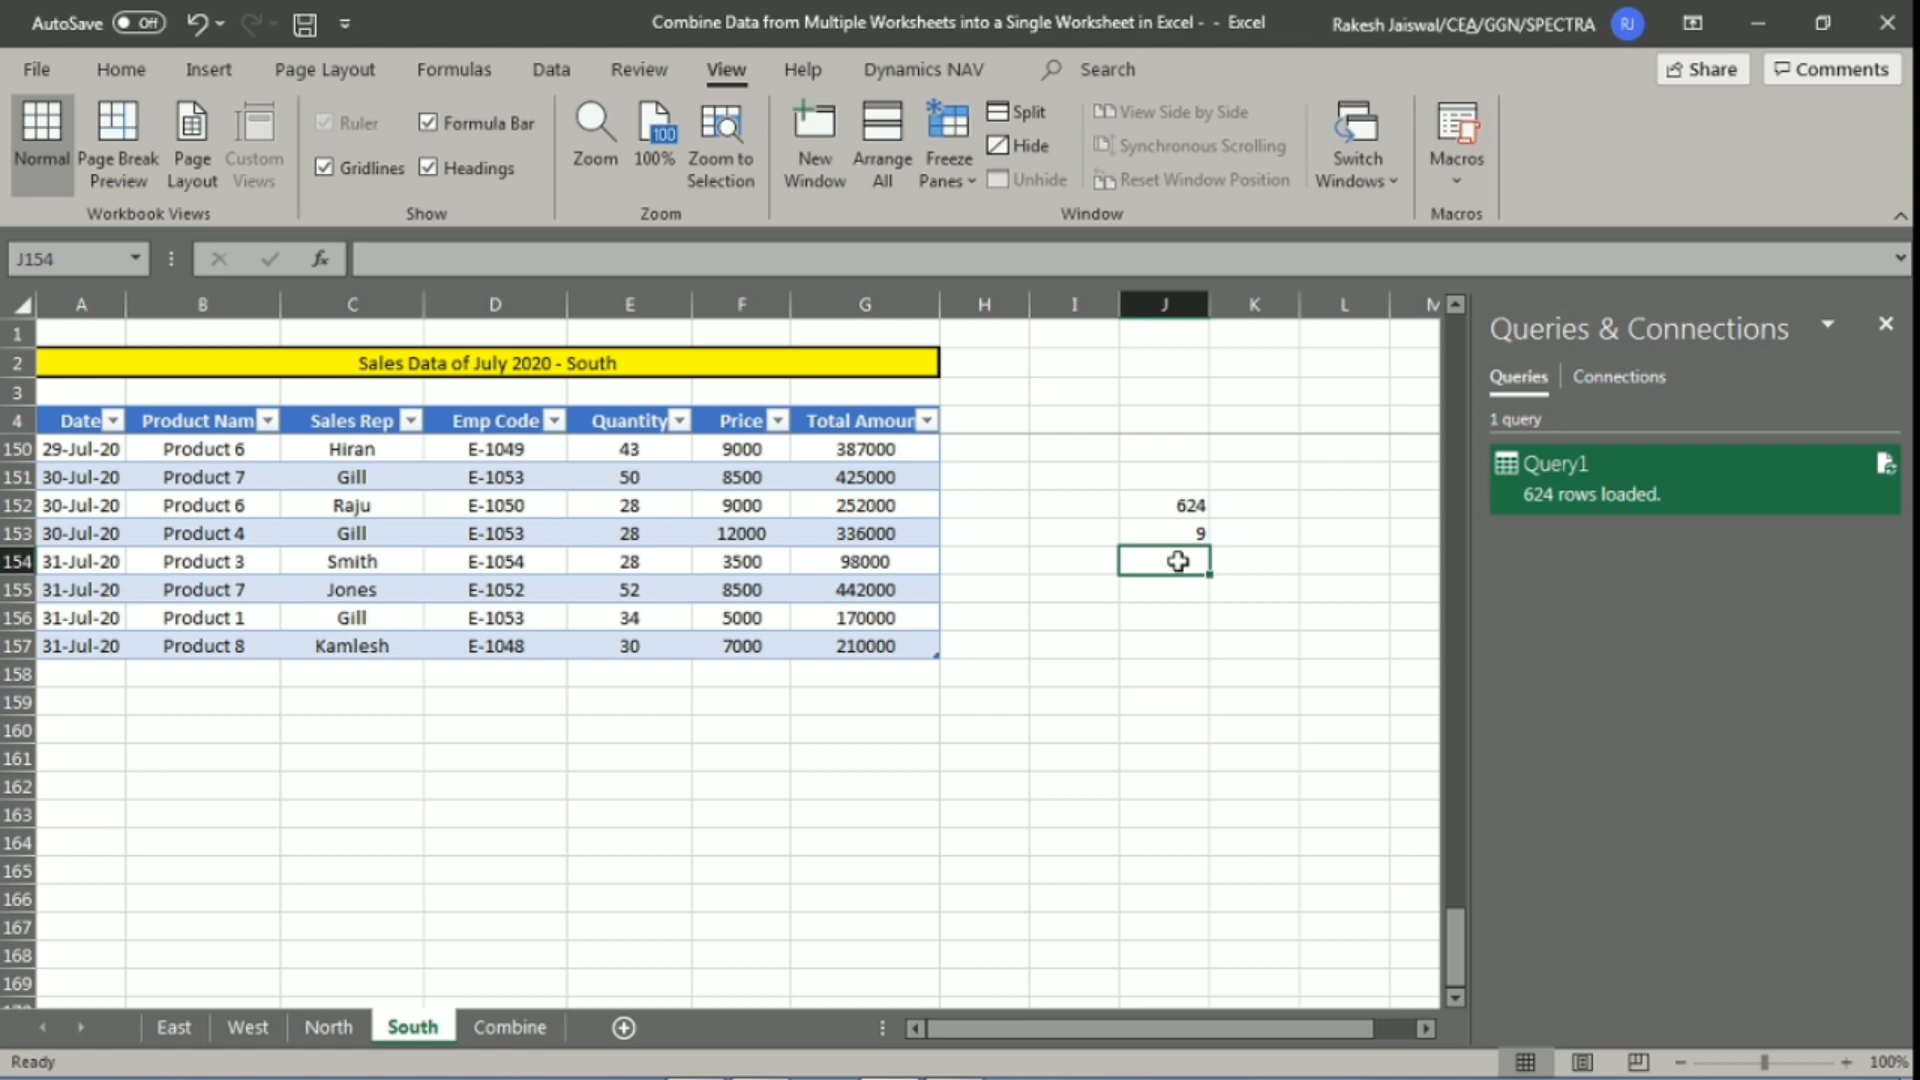 AutoSave Off Combine Data from Multiple Worksheets into a Single Worksheet in Excel - - Excel Rakesh Jaiswal/CEA/GGN/SPECTRA RJ
File Home Insert Page Layout Formulas Data Review View Help Dynamics NAV Search Share Comments
Normal Page Break Preview Page Layout Custom Views
Workbook Views
Ruler Formula Bar
Gridlines Headings
Show
Zoom 100 100% Zoom to Selection
Zoom
New Window Arrange All Freeze Panes
Split
Hide
Unhide
View Side by Side
Synchronous Scrolling
Reset Window Position
Switch Windows
Window
Macros
Macros
J154 fx
A B C D E F G H I J K L M
1
2 Sales Data of July 2020 - South
3
4 Date Product Nam Sales Rep Emp Code Quantity Price Total Amour
150 29-Jul-20 Product 6 Hiran E-1049 43 9000 387000
151 30-Jul-20 Product 7 Gill E-1053 50 8500 425000
152 30-Jul-20 Product 6 Raju E-1050 28 9000 252000 624
153 30-Jul-20 Product 4 Gill E-1053 28 12000 336000 9
154 31-Jul-20 Product 3 Smith E-1054 28 3500 98000
155 31-Jul-20 Product 7 Jones E-1052 52 8500 442000
156 31-Jul-20 Product 1 Gill E-1053 34 5000 170000
157 31-Jul-20 Product 8 Kamlesh E-1048 30 7000 210000
158
159
160
161
162
163
164
165
166
167
168
169
Queries & Connections
Queries Connections
1 query
Query1
624 rows loaded.
East West North South Combine
Ready 100%